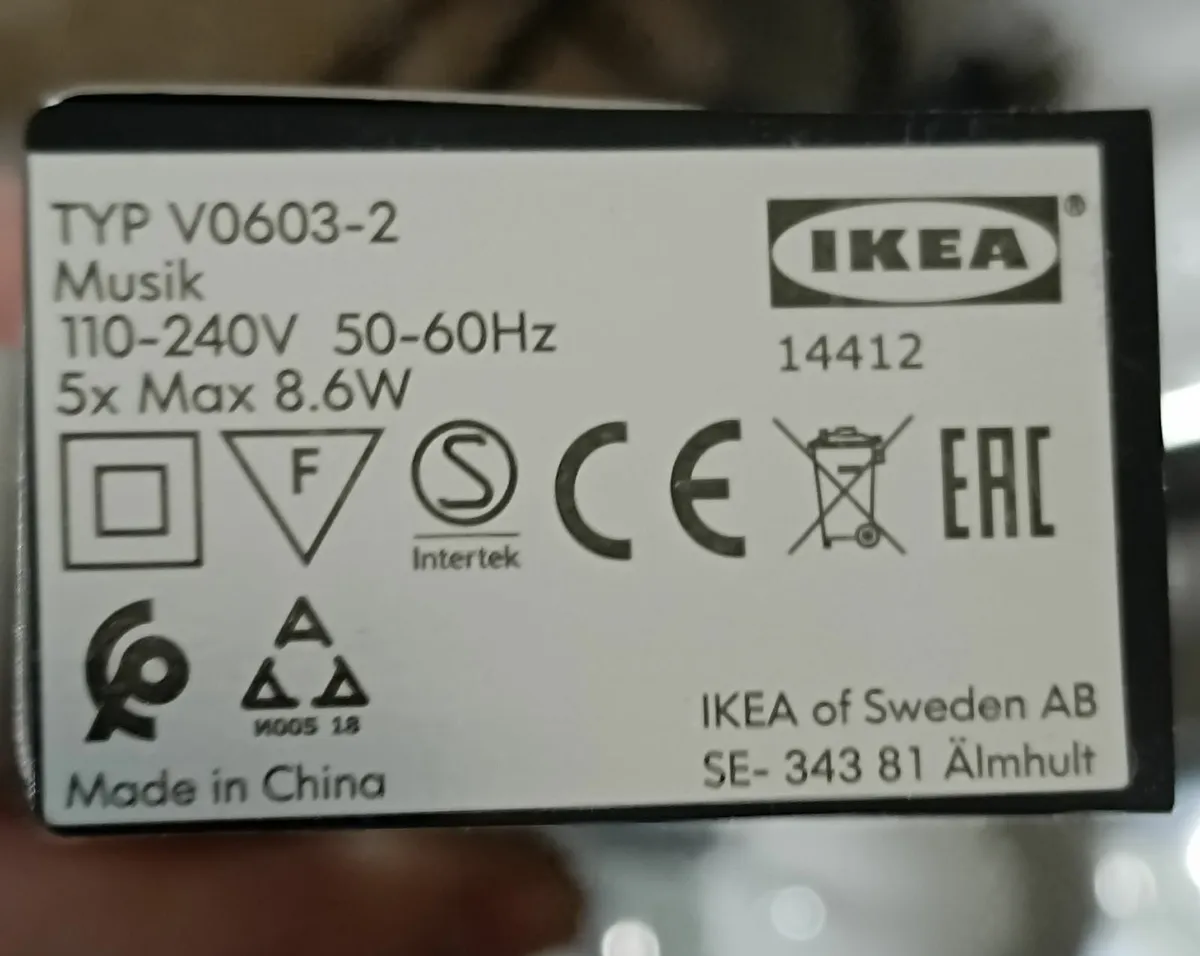 TYP V0603-2
Musik
110-240V 50-60Hz
5x Max 8.6W
IKEA®
14412
F
S
Intertek
CE
EAC
И005 18
Made in China
IKEA of Sweden AB
SE- 343 81 Älmhult